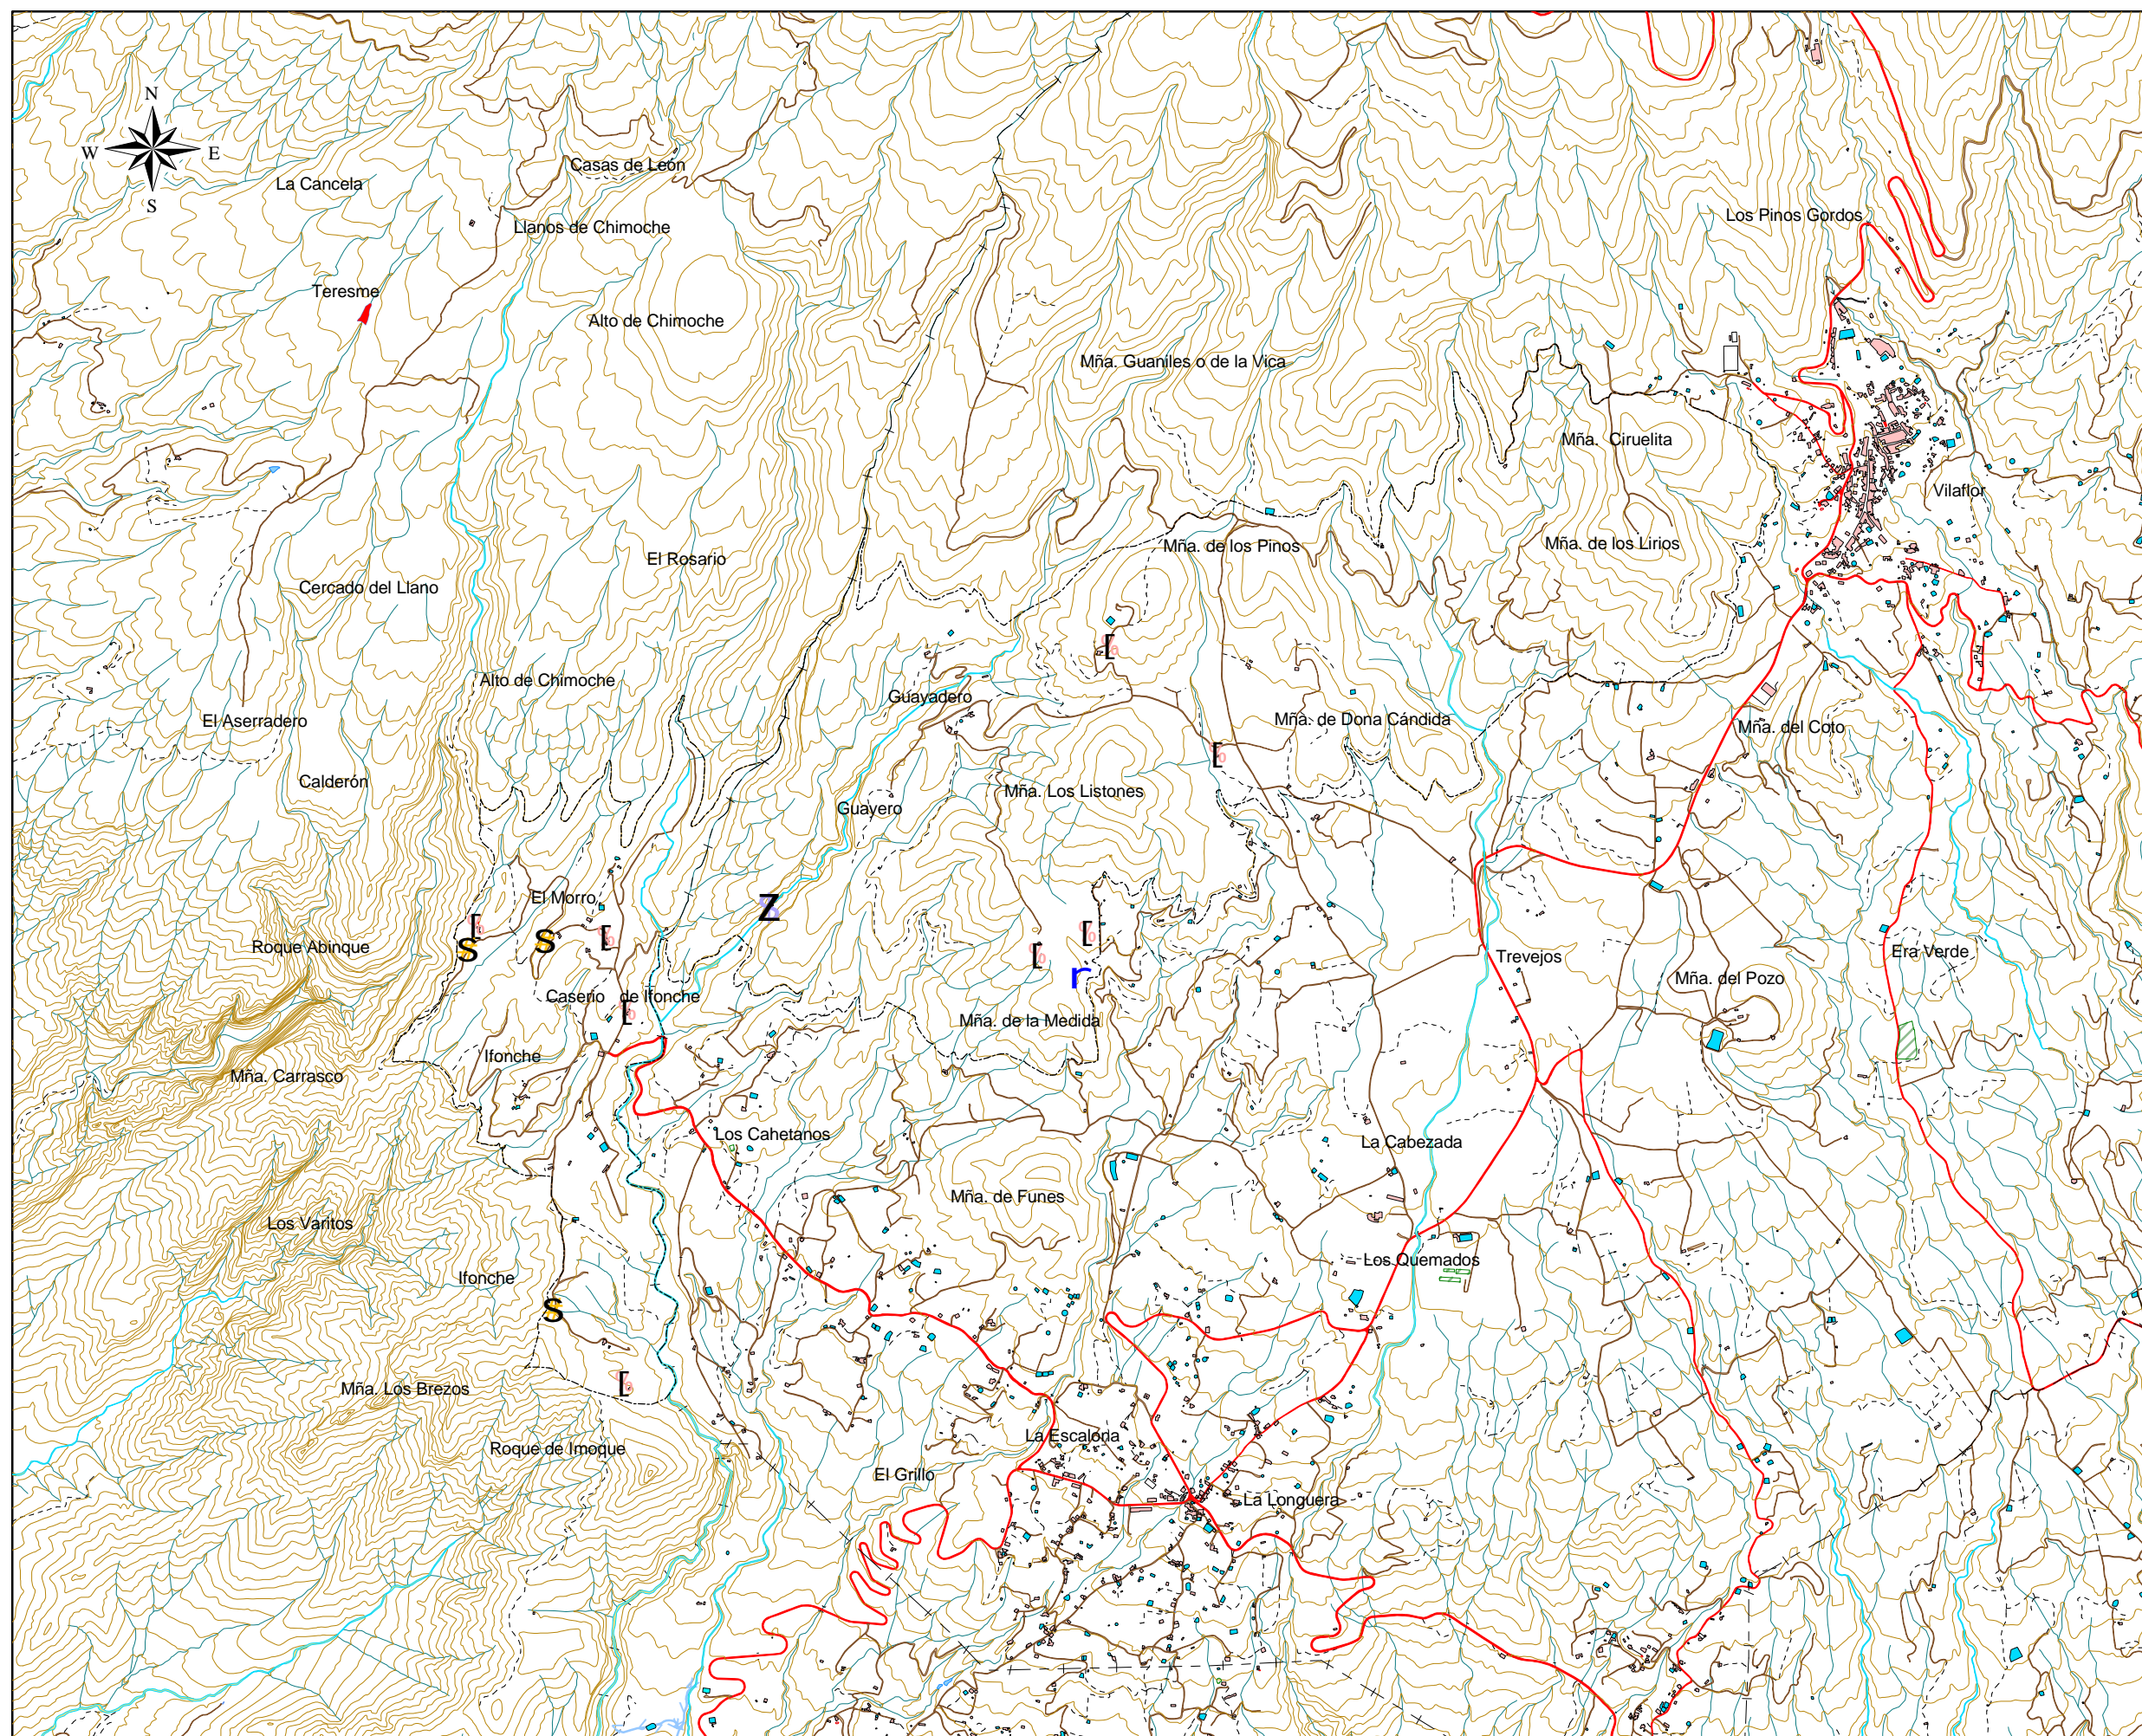 N
W E
S
Casas de León
La Cancela
Los Pinos Gordos
Llanos de Chimoche
Teresme
Alto de Chimoche
Mña. Guaniles o de la Vica
Mña. Ciruelita
Vilaflor
Mña. de los Pinos
Mña. de los Lirios
El Rosario
Cercado del Llano
[
Alto de Chimoche
Guayadero
El Aserradero
Mña. de Dona Cándida
Mña. del Coto
[
Calderón
Mña. Los Listones
Guayero
El Morro
Z
[
[
[
S
S
Roque Abinque
Era Verde
[
Trevejos
r
Mña. del Pozo
Caserio de Ifonche
[
Mña. de la Medida
Ifonche
Mña. Carrasco
Los Cahetanos
La Cabezada
Mña. de Funes
Los Varitos
Los Quemados
Ifonche
S
[
Mña. Los Brezos
La Escalona
Roque de Imoque
El Grillo
La Longuera